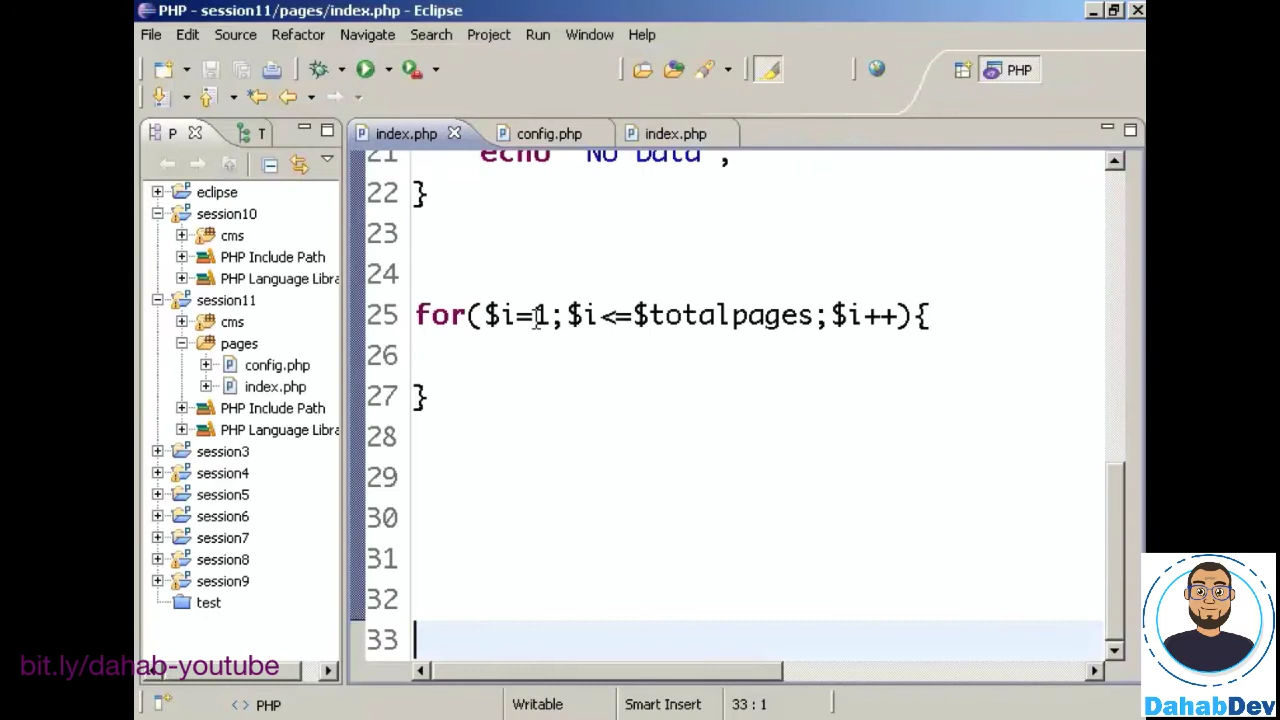 PHP - session11/pages/index.php - Eclipse
File Edit Source Refactor Navigate Search Project Run Window Help
PHP
P T
index.php config.php index.php
eclipse
session10
cms
PHP Include Path
PHP Language Libra
session11
cms
pages
config.php
index.php
PHP Include Path
PHP Language Libra
session3
session4
session5
session6
session7
session8
session9
test
21 echo "No Data";
22 }
23
24
25 for($i=1;$i<=$totalpages;$i++){
26
27 }
28
29
30
31
32
33
bit.ly/dahab-youtube
<> PHP Writable Smart Insert 33 : 1
DahabDev